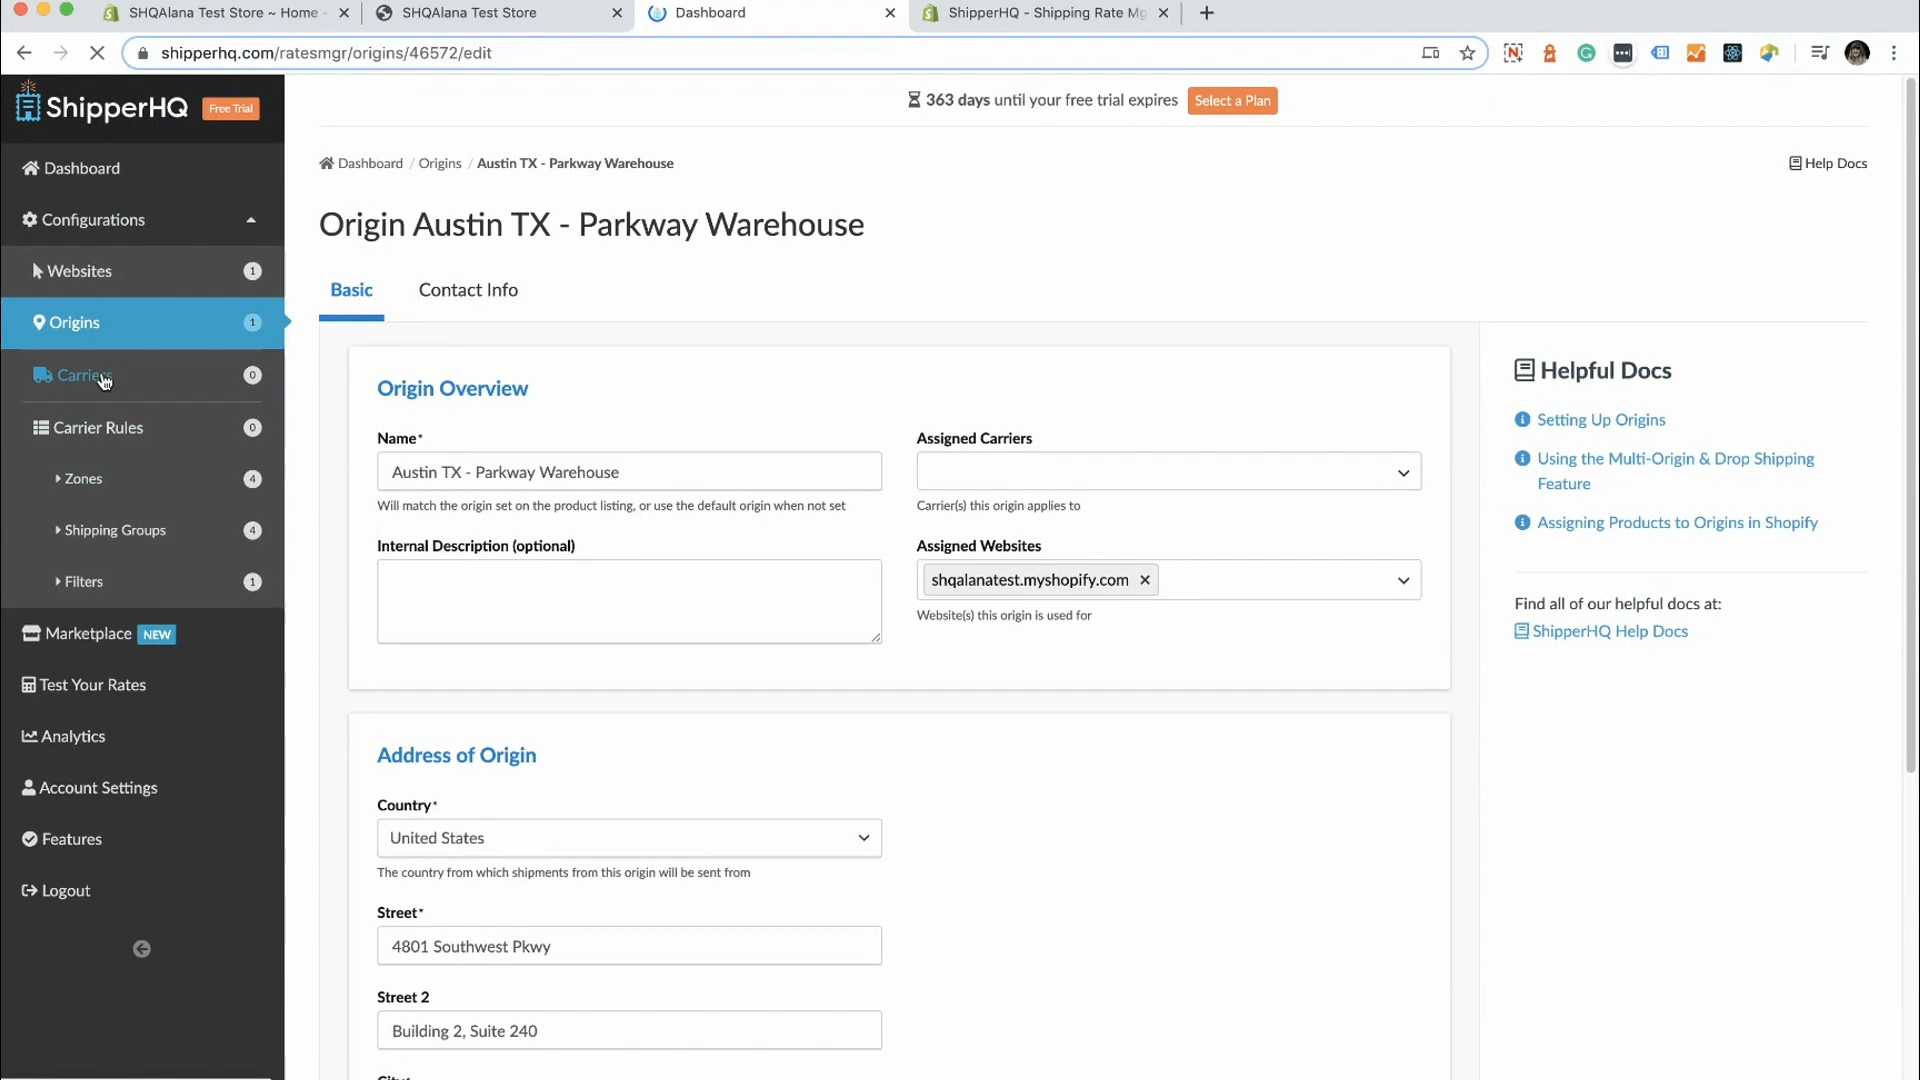 SHQAlana Test Store ~ Home -
SHQAlana Test Store
Dashboard
ShipperHQ - Shipping Rate Mg
shipperhq.com/ratesmgr/origins/46572/edit
ShipperHQ
Free Trial
363 days until your free trial expires
Select a Plan
Dashboard
Configurations
Websites
1
Origins
1
Carriers
0
Carrier Rules
0
Zones
4
Shipping Groups
4
Filters
1
Marketplace
NEW
Test Your Rates
Analytics
Account Settings
Features
Logout
Dashboard / Origins / Austin TX - Parkway Warehouse
Help Docs
Origin Austin TX - Parkway Warehouse
Basic
Contact Info
Origin Overview
Name*
Austin TX - Parkway Warehouse
Will match the origin set on the product listing, or use the default origin when not set
Assigned Carriers
Carrier(s) this origin applies to
Internal Description (optional)
Assigned Websites
shqalanatest.myshopify.com ×
Website(s) this origin is used for
Address of Origin
Country*
United States
The country from which shipments from this origin will be sent from
Street*
4801 Southwest Pkwy
Street 2
Building 2, Suite 240
City*
Helpful Docs
Setting Up Origins
Using the Multi-Origin & Drop Shipping
Feature
Assigning Products to Origins in Shopify
Find all of our helpful docs at:
ShipperHQ Help Docs